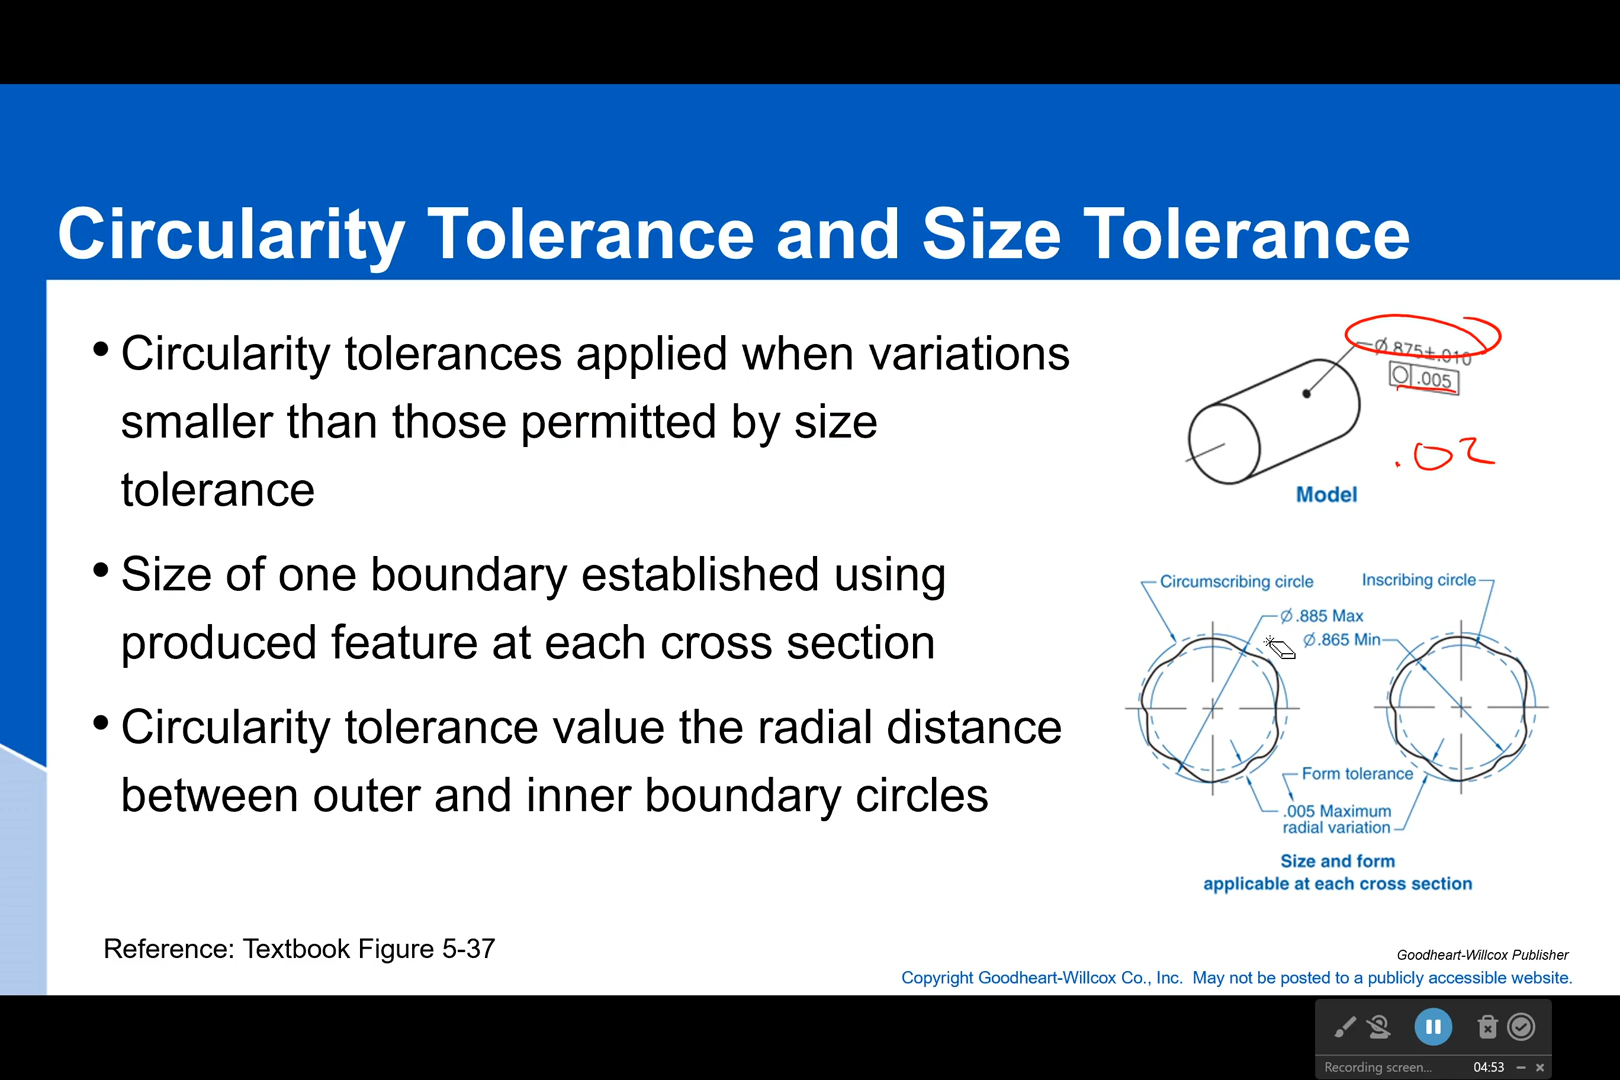 Circularity Tolerance and Size Tolerance
• Circularity tolerances applied when variations
smaller than those permitted by size
tolerance
• Size of one boundary established using
produced feature at each cross section
• Circularity tolerance value the radial distance
between outer and inner boundary circles
Reference: Textbook Figure 5-37
Ø.875±.010
○ .005
.02
Model
Circumscribing circle
Inscribing circle
Ø.885 Max
Ø.865 Min
Form tolerance
.005 Maximum
radial variation
Size and form
applicable at each cross section
Goodheart-Willcox Publisher
Copyright Goodheart-Willcox Co., Inc. May not be posted to a publicly accessible website.
Recording screen... 04:53